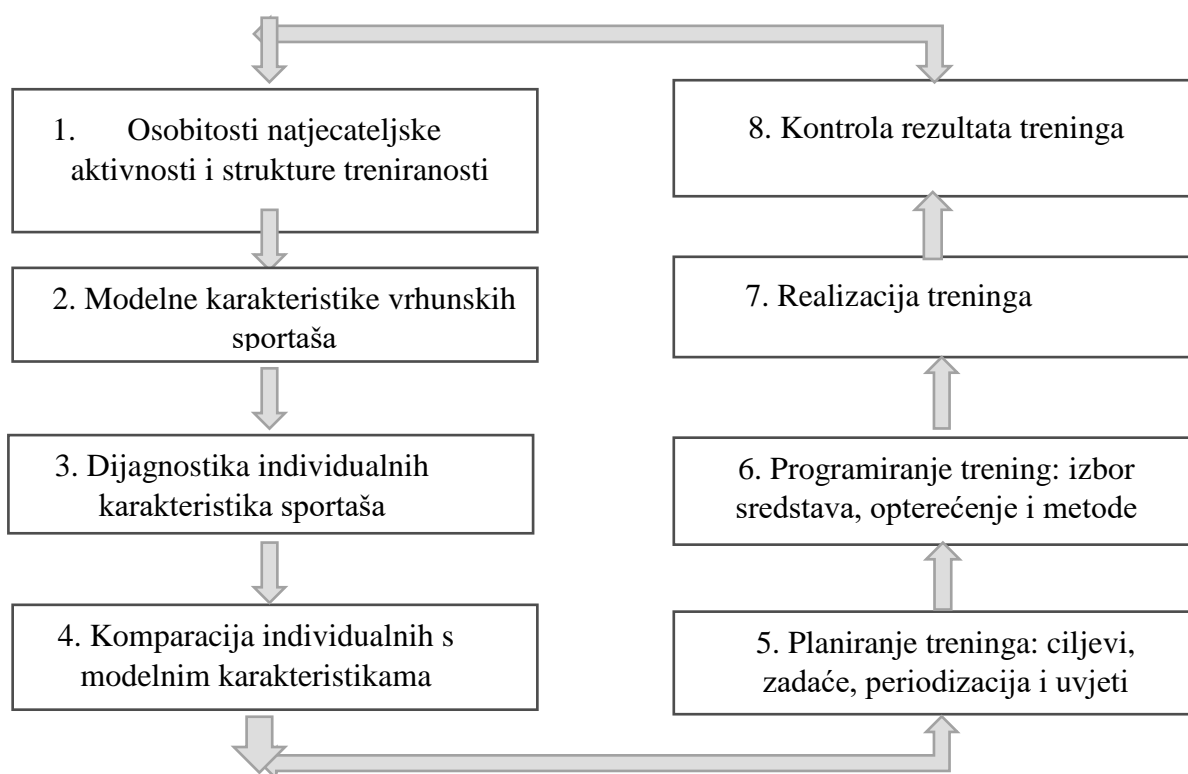 1. Osobitosti natjecateljske
aktivnosti i strukture treniranosti
2. Modelne karakteristike vrhunskih
sportaša
3. Dijagnostika individualnih
karakteristika sportaša
4. Komparacija individualnih s
modelnim karakteristikama
5. Planiranje treninga: ciljevi,
zadaće, periodizacija i uvjeti
6. Programiranje trening: izbor
sredstava, opterećenje i metode
7. Realizacija treninga
8. Kontrola rezultata treninga